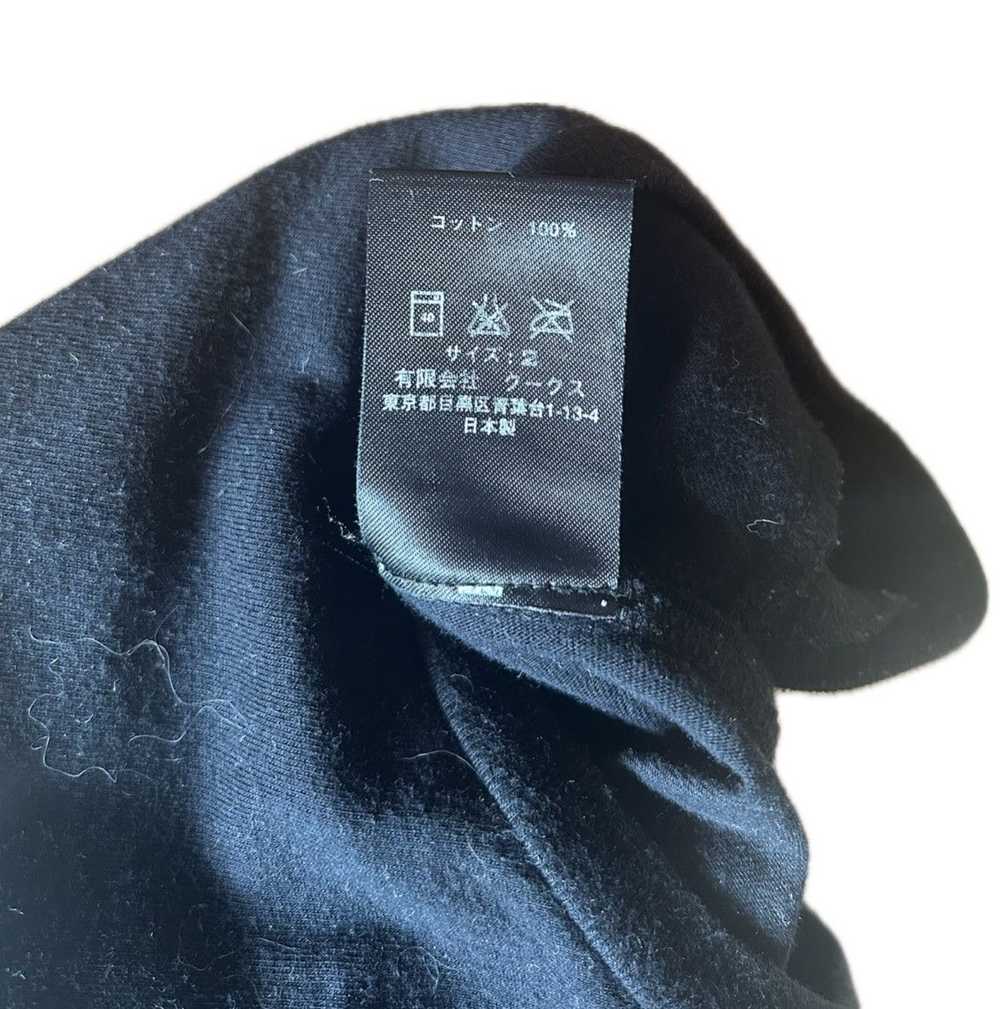 コットン 100%
40
サイズ:2
有限会社 クークス
東京都目黒区青葉台1-13-4
日本製